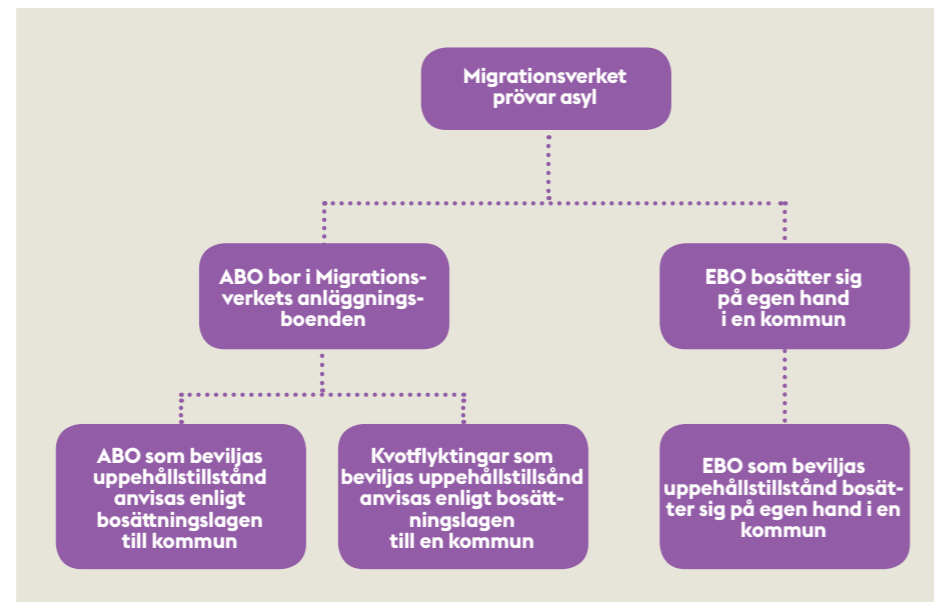 Migrationsverket
prövar asyl
ABO bor i Migrations-
verkets anläggnings-
boenden
EBO bosätter sig
på egen hand
i en kommun
ABO som beviljas
uppehållstillstånd
anvisas enligt
bosättningslagen
till kommun
Kvotflyktingar som
beviljas uppehållstillsånd
anvisas enligt bosätt-
ningslagen
till en kommun
EBO som beviljas
uppehållstillstånd bosät-
ter sig på egen hand i en
kommun